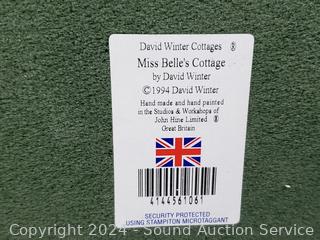 David Winter Cottages ®
Miss Belle's Cottage
by David Winter
©1994 David Winter
Hand made and hand painted
in the Studios & Workshops of
John Hine Limited ®
Great Britain
4144561061
SECURITY PROTECTED
USING STAMPITON MICROTAGGANT
Copyright 2024 - Sound Auction Service